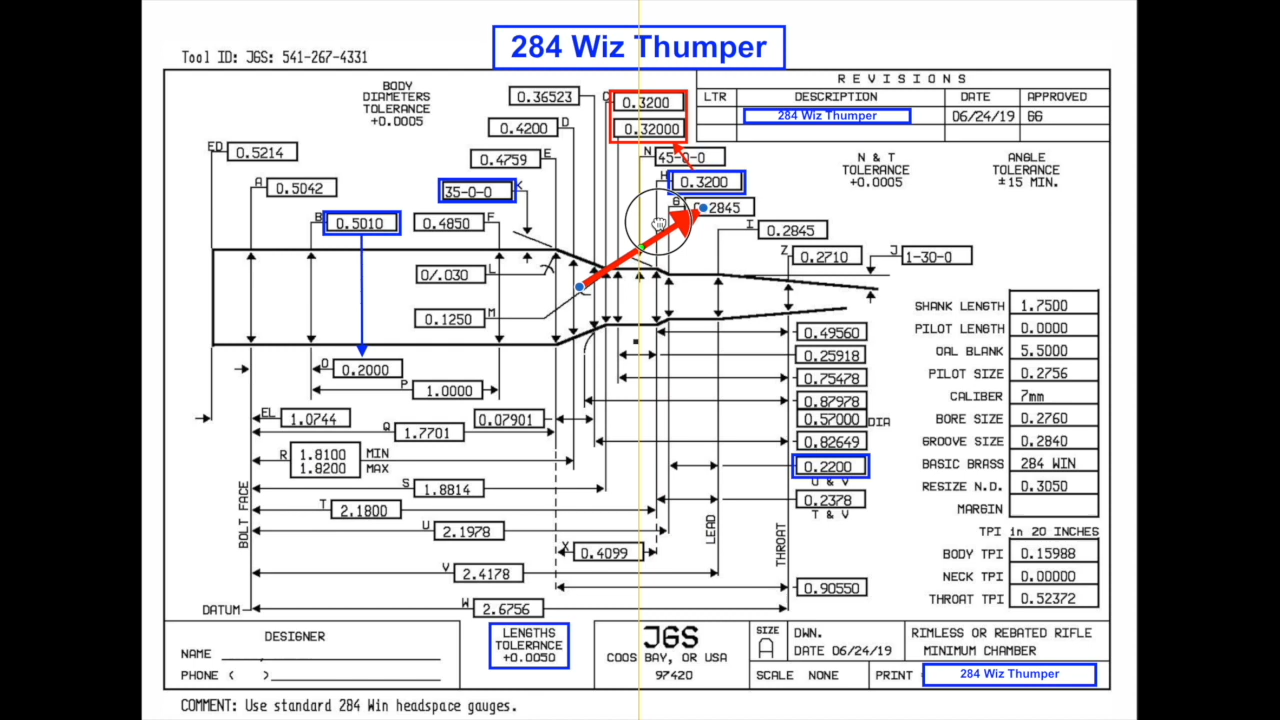 284 Wiz Thumper
Tool ID: JGS: 541-267-4331
REVISIONS
LTR DESCRIPTION DATE APPROVED
284 Wiz Thumper 06/24/19 GG
BODY
DIAMETERS
TOLERANCE
+0.0005
0.36523
C 0.3200
0.32000
0.4200 D
ED 0.5214
0.4759 E
N 45-0-0
N & T
TOLERANCE
+0.0005
ANGLE
TOLERANCE
±15 MIN.
A 0.5042
35-0-0 K
H 0.3200
B 0.5010
0.4850 F
G 0.2845
I 0.2845
Z 0.2710
J 1-30-0
0/.030 L
0.1250 M
SHANK LENGTH 1.7500
PILOT LENGTH 0.0000
OAL BLANK 5.5000
PILOT SIZE 0.2756
CALIBER 7mm
BORE SIZE 0.2760
GROOVE SIZE 0.2840
BASIC BRASS 284 WIN
RESIZE N.D. 0.3050
MARGIN
TPI in 20 INCHES
BODY TPI 0.15988
NECK TPI 0.00000
THROAT TPI 0.52372
0.49560
0.25918
0.75478
0.87978
0.57000 DIA
0.82649
0.2200
U & V
0.2378
T & V
O 0.2000
P 1.0000
EL 1.0744
0.07901
Q 1.7701
R 1.8100 MIN
1.8200 MAX
S 1.8814
T 2.1800
U 2.1978
X 0.4099
V 2.4178
0.90550
W 2.6756
BOLT FACE
LEAD
THROAT
DATUM
DESIGNER
NAME
PHONE ( )
LENGTHS
TOLERANCE
+0.0050
JGS
COOS BAY, OR USA
97420
SIZE
A
DWN.
DATE 06/24/19
RIMLESS OR REBATED RIFLE
MINIMUM CHAMBER
SCALE NONE
PRINT 284 Wiz Thumper
COMMENT: Use standard 284 Win headspace gauges.